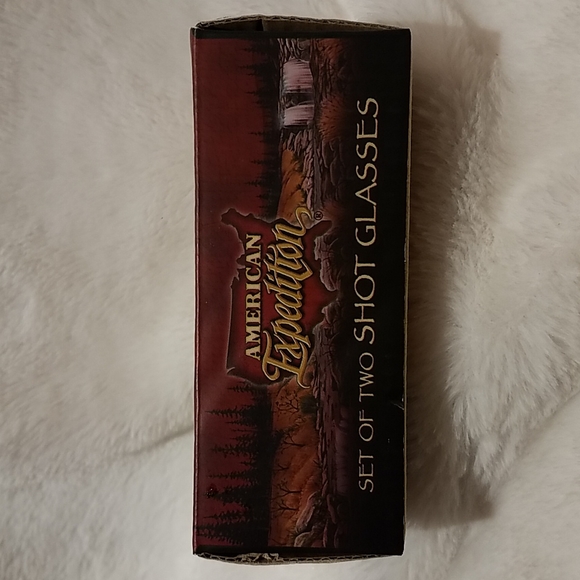 AMERICAN
Expedition®
SET OF TWO SHOT GLASSES